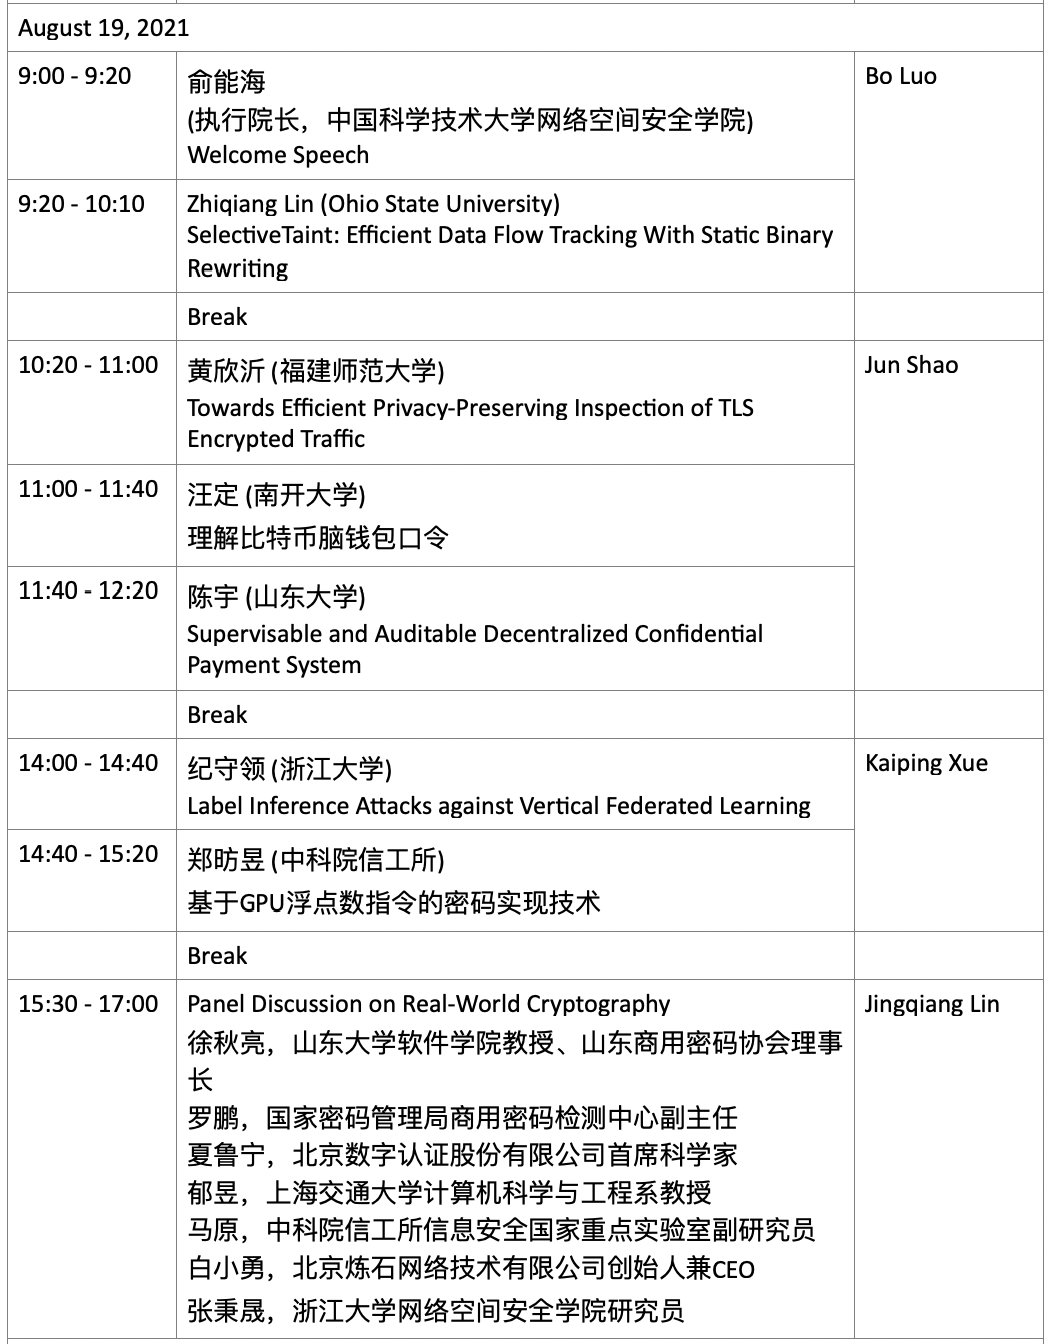 August 19, 2021
9:00 - 9:20
俞能海
(执行院长，中国科学技术大学网络空间安全学院)
Welcome Speech
Bo Luo
9:20 - 10:10
Zhiqiang Lin (Ohio State University)
SelectiveTaint: Efficient Data Flow Tracking With Static Binary
Rewriting
Break
10:20 - 11:00
黄欣沂 (福建师范大学)
Towards Efficient Privacy-Preserving Inspection of TLS
Encrypted Traffic
Jun Shao
11:00 - 11:40
汪定 (南开大学)
理解比特币脑钱包口令
11:40 - 12:20
陈宇 (山东大学)
Supervisable and Auditable Decentralized Confidential
Payment System
Break
14:00 - 14:40
纪守领 (浙江大学)
Label Inference Attacks against Vertical Federated Learning
Kaiping Xue
14:40 - 15:20
郑昉昱 (中科院信工所)
基于GPU浮点数指令的密码实现技术
Break
15:30 - 17:00
Panel Discussion on Real-World Cryptography
徐秋亮，山东大学软件学院教授、山东商用密码协会理事
长
罗鹏，国家密码管理局商用密码检测中心副主任
夏鲁宁，北京数字认证股份有限公司首席科学家
郁昱，上海交通大学计算机科学与工程系教授
马原，中科院信工所信息安全国家重点实验室副研究员
白小勇，北京炼石网络技术有限公司创始人兼CEO
张秉晟，浙江大学网络空间安全学院研究员
Jingqiang Lin